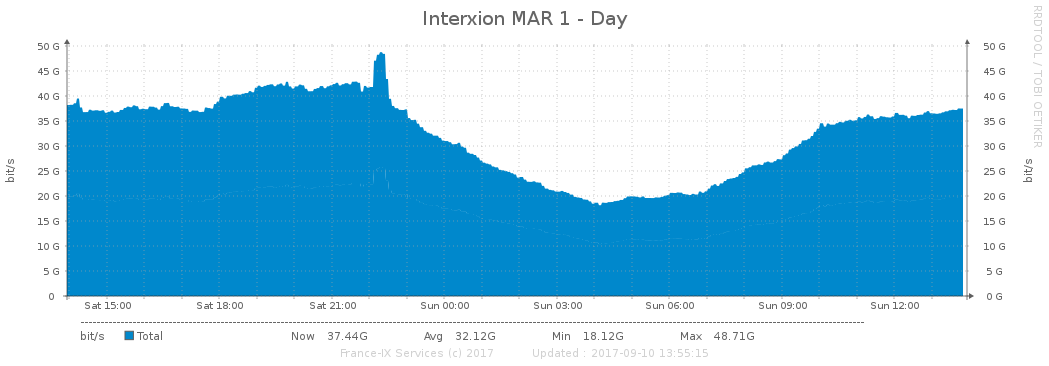 Interxion MAR 1 - Day
RRDTOOL / TOBI OETIKER
bit/s
50 G
45 G
40 G
35 G
30 G
25 G
20 G
15 G
10 G
5 G
0
50 G
45 G
40 G
35 G
30 G
25 G
20 G
15 G
10 G
5 G
0 G
bit/s
Sat 15:00 Sat 18:00 Sat 21:00 Sun 00:00 Sun 03:00 Sun 06:00 Sun 09:00 Sun 12:00
bit/s Total Now 37.44G Avg 32.12G Min 18.12G Max 48.71G
France-IX Services (c) 2017 Updated : 2017-09-10 13:55:15